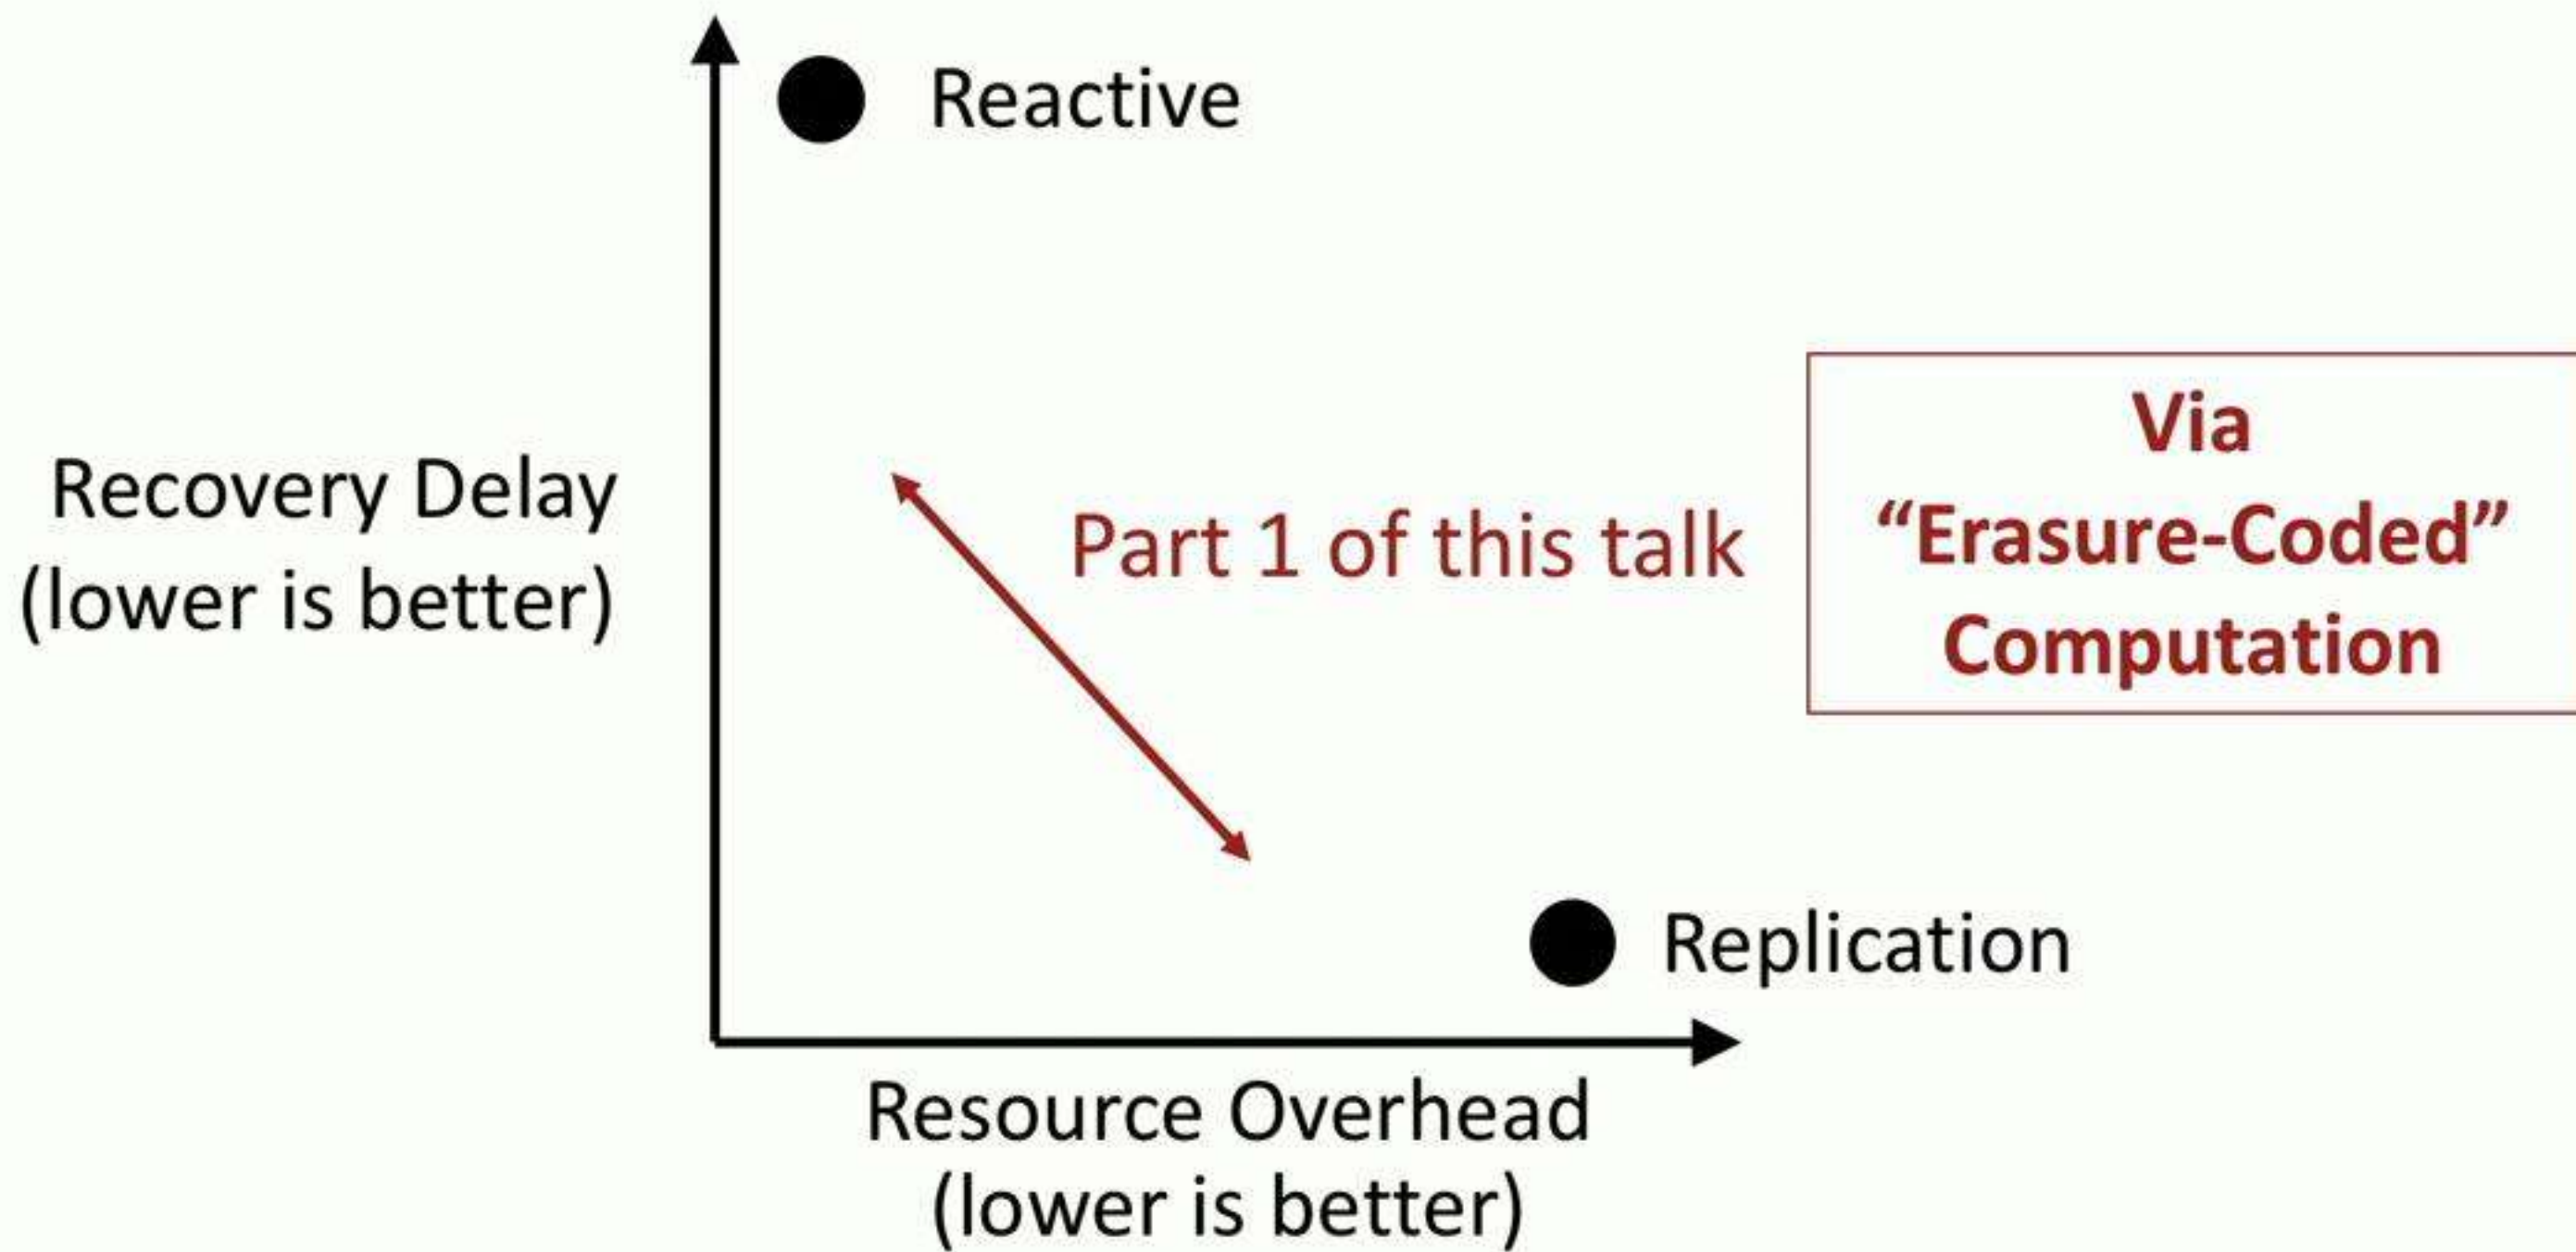 Reactive
Recovery Delay
(lower is better)
Part 1 of this talk
Via
“Erasure-Coded”
Computation
Replication
Resource Overhead
(lower is better)